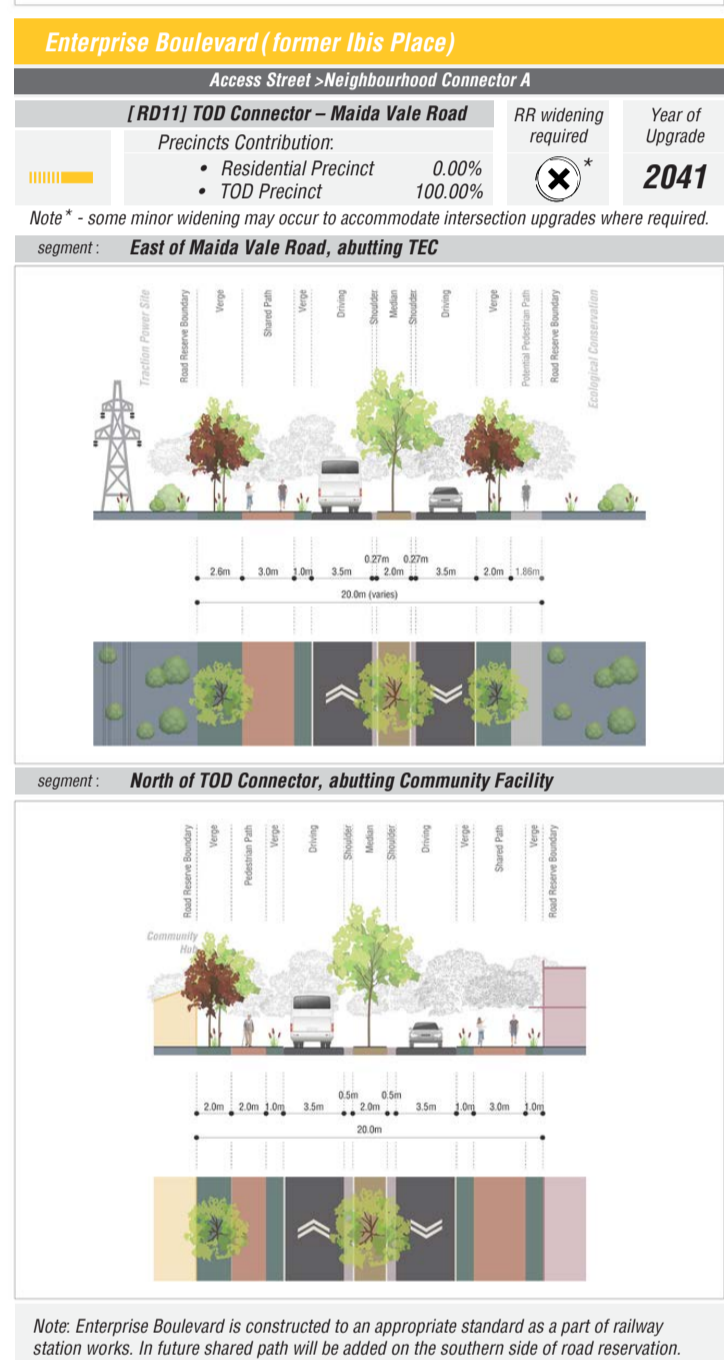 Enterprise Boulevard (former Ibis Place)
Access Street >Neighbourhood Connector A
[RD11] TOD Connector – Maida Vale Road
RR widening
required
*
Year of
Upgrade
2041
Precincts Contribution:
• Residential Precinct 0.00%
• TOD Precinct 100.00%
Note* - some minor widening may occur to accommodate intersection upgrades where required.
segment : East of Maida Vale Road, abutting TEC
Traction Power Site
Road Reserve Boundary
Verge
Shared Path
Verge
Driving
Shoulder
Median
Shoulder
Driving
Verge
Potential Pedestrian Path
Road Reserve Boundary
Ecological Conservation
0.27m 0.27m
2.6m 3.0m 1.0m 3.5m 2.0m 3.5m 2.0m 1.86m
20.0m (varies)
segment : North of TOD Connector, abutting Community Facility
Road Reserve Boundary
Verge
Pedestrian Path
Verge
Driving
Shoulder
Median
Shoulder
Driving
Verge
Shared Path
Verge
Road Reserve Boundary
Community
Hub
0.5m 0.5m
2.0m 2.0m 1.0m 3.5m 2.0m 3.5m 1.0m 3.0m 1.0m
20.0m
Note: Enterprise Boulevard is constructed to an appropriate standard as a part of railway
station works. In future shared path will be added on the southern side of road reservation.